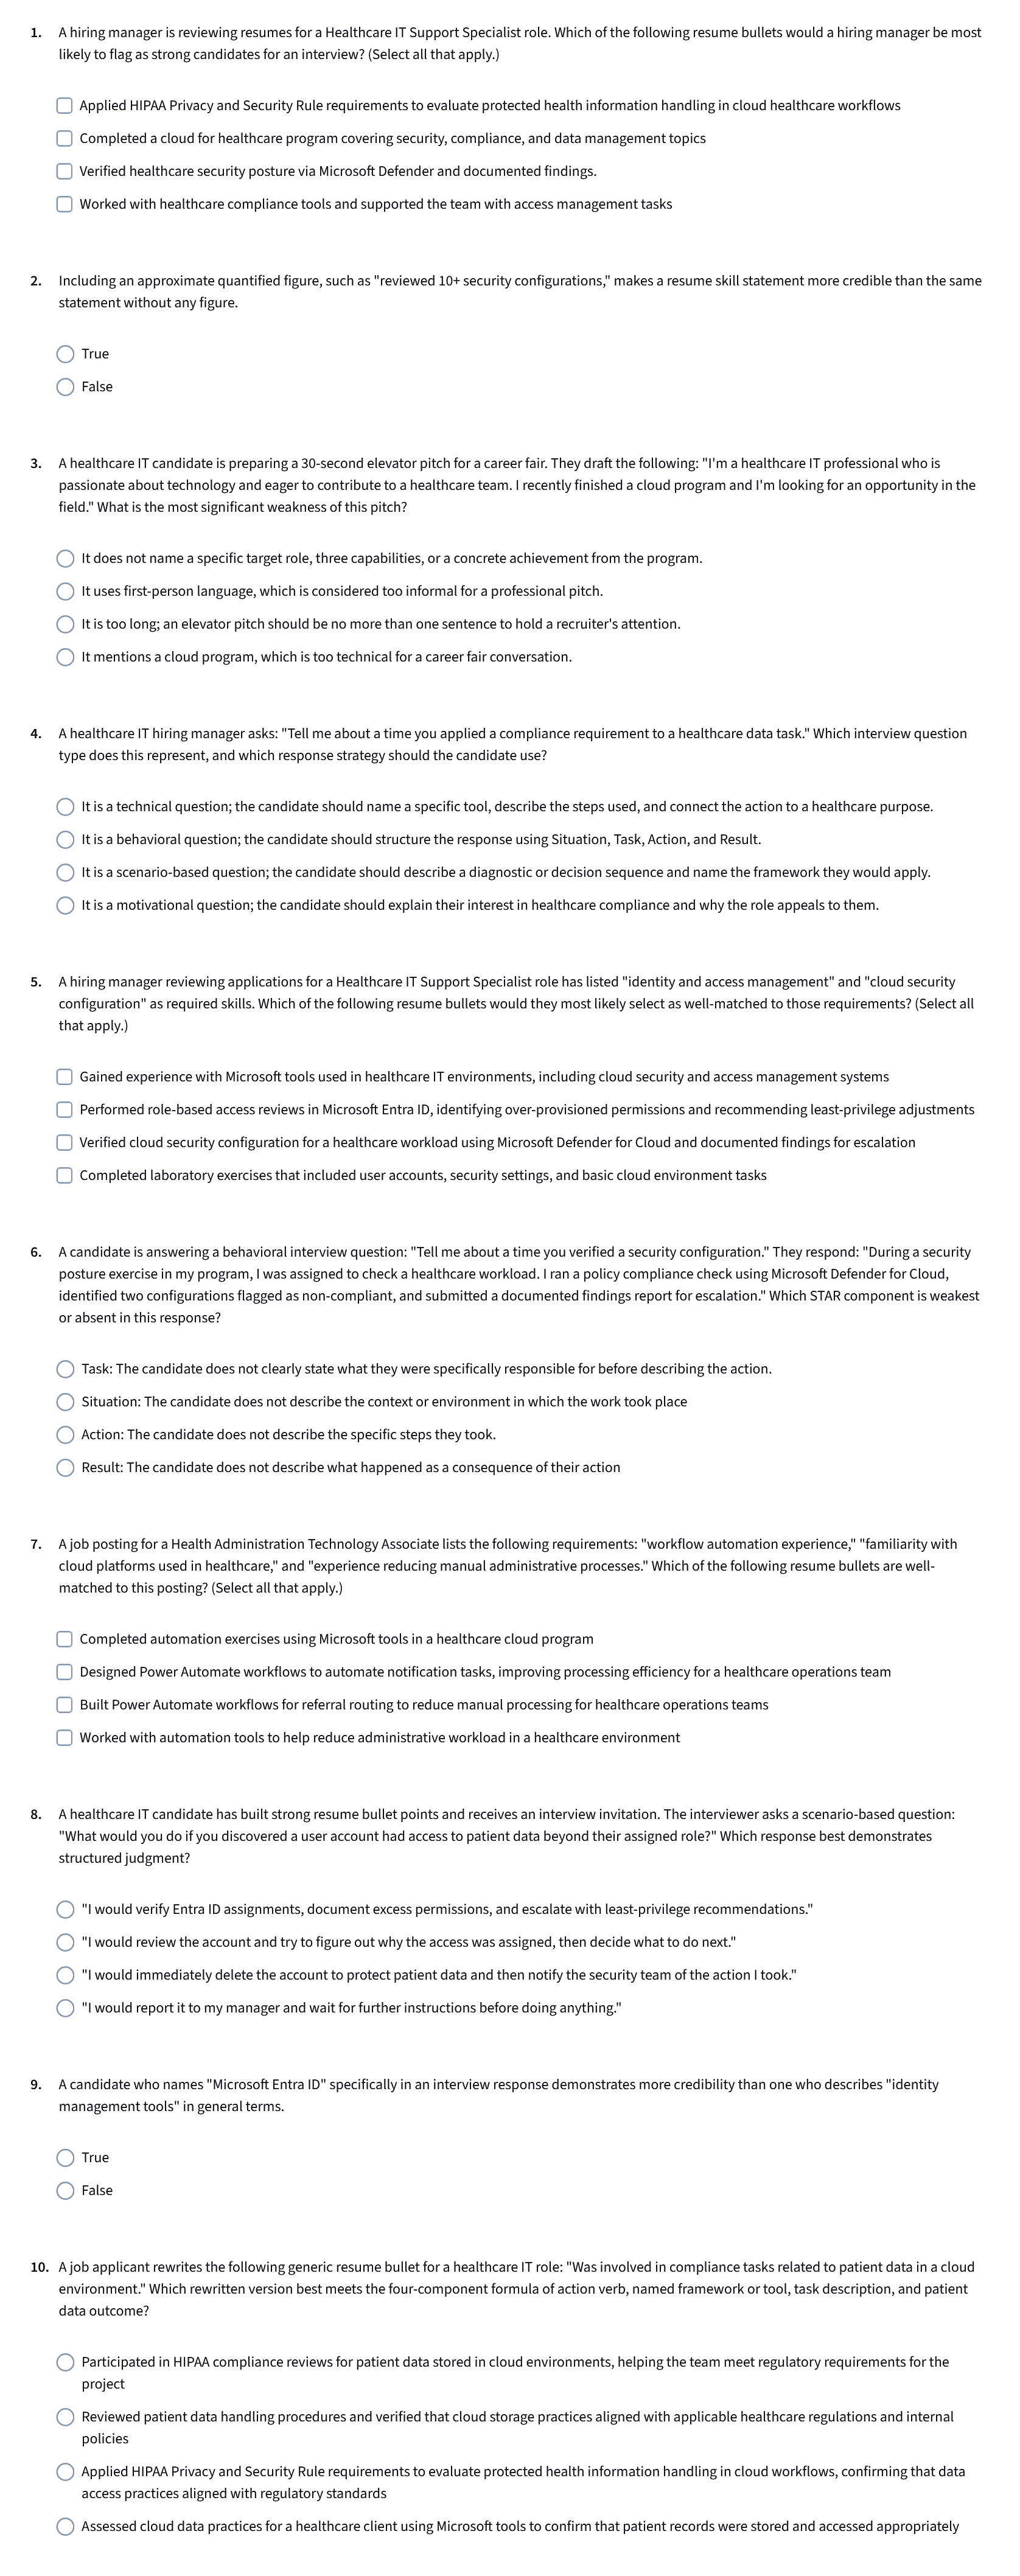 1. A hiring manager is reviewing resumes for a Healthcare IT Support Specialist role. Which of the following resume bullets would a hiring manager be most
likely to flag as strong candidates for an interview? (Select all that apply.)
Applied HIPAA Privacy and Security Rule requirements to evaluate protected health information handling in cloud healthcare workflows
Completed a cloud for healthcare program covering security, compliance, and data management topics
Verified healthcare security posture via Microsoft Defender and documented findings.
Worked with healthcare compliance tools and supported the team with access management tasks
2. Including an approximate quantified figure, such as "reviewed 10+ security configurations," makes a resume skill statement more credible than the same
statement without any figure.
True
False
3. A healthcare IT candidate is preparing a 30-second elevator pitch for a career fair. They draft the following: "I'm a healthcare IT professional who is
passionate about technology and eager to contribute to a healthcare team. I recently finished a cloud program and I'm looking for an opportunity in the
field." What is the most significant weakness of this pitch?
It does not name a specific target role, three capabilities, or a concrete achievement from the program.
It uses first-person language, which is considered too informal for a professional pitch.
It is too long; an elevator pitch should be no more than one sentence to hold a recruiter's attention.
It mentions a cloud program, which is too technical for a career fair conversation.
4. A healthcare IT hiring manager asks: "Tell me about a time you applied a compliance requirement to a healthcare data task." Which interview question
type does this represent, and which response strategy should the candidate use?
It is a technical question; the candidate should name a specific tool, describe the steps used, and connect the action to a healthcare purpose.
It is a behavioral question; the candidate should structure the response using Situation, Task, Action, and Result.
It is a scenario-based question; the candidate should describe a diagnostic or decision sequence and name the framework they would apply.
It is a motivational question; the candidate should explain their interest in healthcare compliance and why the role appeals to them.
5. A hiring manager reviewing applications for a Healthcare IT Support Specialist role has listed "identity and access management" and "cloud security
configuration" as required skills. Which of the following resume bullets would they most likely select as well-matched to those requirements? (Select all
that apply.)
Gained experience with Microsoft tools used in healthcare IT environments, including cloud security and access management systems
Performed role-based access reviews in Microsoft Entra ID, identifying over-provisioned permissions and recommending least-privilege adjustments
Verified cloud security configuration for a healthcare workload using Microsoft Defender for Cloud and documented findings for escalation
Completed laboratory exercises that included user accounts, security settings, and basic cloud environment tasks
6. A candidate is answering a behavioral interview question: "Tell me about a time you verified a security configuration." They respond: "During a security
posture exercise in my program, I was assigned to check a healthcare workload. I ran a policy compliance check using Microsoft Defender for Cloud,
identified two configurations flagged as non-compliant, and submitted a documented findings report for escalation." Which STAR component is weakest
or absent in this response?
Task: The candidate does not clearly state what they were specifically responsible for before describing the action.
Situation: The candidate does not describe the context or environment in which the work took place
Action: The candidate does not describe the specific steps they took.
Result: The candidate does not describe what happened as a consequence of their action
7. A job posting for a Health Administration Technology Associate lists the following requirements: "workflow automation experience," "familiarity with
cloud platforms used in healthcare," and "experience reducing manual administrative processes." Which of the following resume bullets are well-
matched to this posting? (Select all that apply.)
Completed automation exercises using Microsoft tools in a healthcare cloud program
Designed Power Automate workflows to automate notification tasks, improving processing efficiency for a healthcare operations team
Built Power Automate workflows for referral routing to reduce manual processing for healthcare operations teams
Worked with automation tools to help reduce administrative workload in a healthcare environment
8. A healthcare IT candidate has built strong resume bullet points and receives an interview invitation. The interviewer asks a scenario-based question:
"What would you do if you discovered a user account had access to patient data beyond their assigned role?" Which response best demonstrates
structured judgment?
"I would verify Entra ID assignments, document excess permissions, and escalate with least-privilege recommendations."
"I would review the account and try to figure out why the access was assigned, then decide what to do next."
"I would immediately delete the account to protect patient data and then notify the security team of the action I took."
"I would report it to my manager and wait for further instructions before doing anything."
9. A candidate who names "Microsoft Entra ID" specifically in an interview response demonstrates more credibility than one who describes "identity
management tools" in general terms.
True
False
10. A job applicant rewrites the following generic resume bullet for a healthcare IT role: "Was involved in compliance tasks related to patient data in a cloud
environment." Which rewritten version best meets the four-component formula of action verb, named framework or tool, task description, and patient
data outcome?
Participated in HIPAA compliance reviews for patient data stored in cloud environments, helping the team meet regulatory requirements for the
project
Reviewed patient data handling procedures and verified that cloud storage practices aligned with applicable healthcare regulations and internal
policies
Applied HIPAA Privacy and Security Rule requirements to evaluate protected health information handling in cloud workflows, confirming that data
access practices aligned with regulatory standards
Assessed cloud data practices for a healthcare client using Microsoft tools to confirm that patient records were stored and accessed appropriately